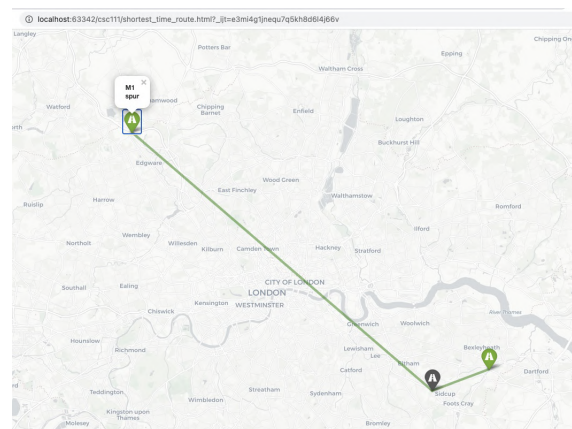 localhost:63342/csc111/shortest_time_route.html?_ijt=e3mi4g1jnequ7q5kh8d6i4j66v
Langley
Chipping On
Potters Bar
Epping
Waltham Cross
M1
spur
×
Watford
Chipping
Barnet
Enfield
Loughton
Buckhurst Hill
Edgware
Wood Green
East Finchley
Walthamstow
Harrow
Ruislip
Romford
Wembley
Ilford
Northolt
Willesden
Kilburn
Camden Town
Hackney
Stratford
Southall
Ealing
CITY OF LONDON
LONDON
Kensington
WESTMINSTER
Chiswick
River Thames
Greenwich
Woolwich
Hounslow
Richmond
Lewisham
Lee
Bexleyheath
Catford
Eltham
Dartford
Teddington
Streatham
Sydenham
Wimbledon
Sidcup
Foots Cray
Kingston upon
Thames
Molesey
Bromley